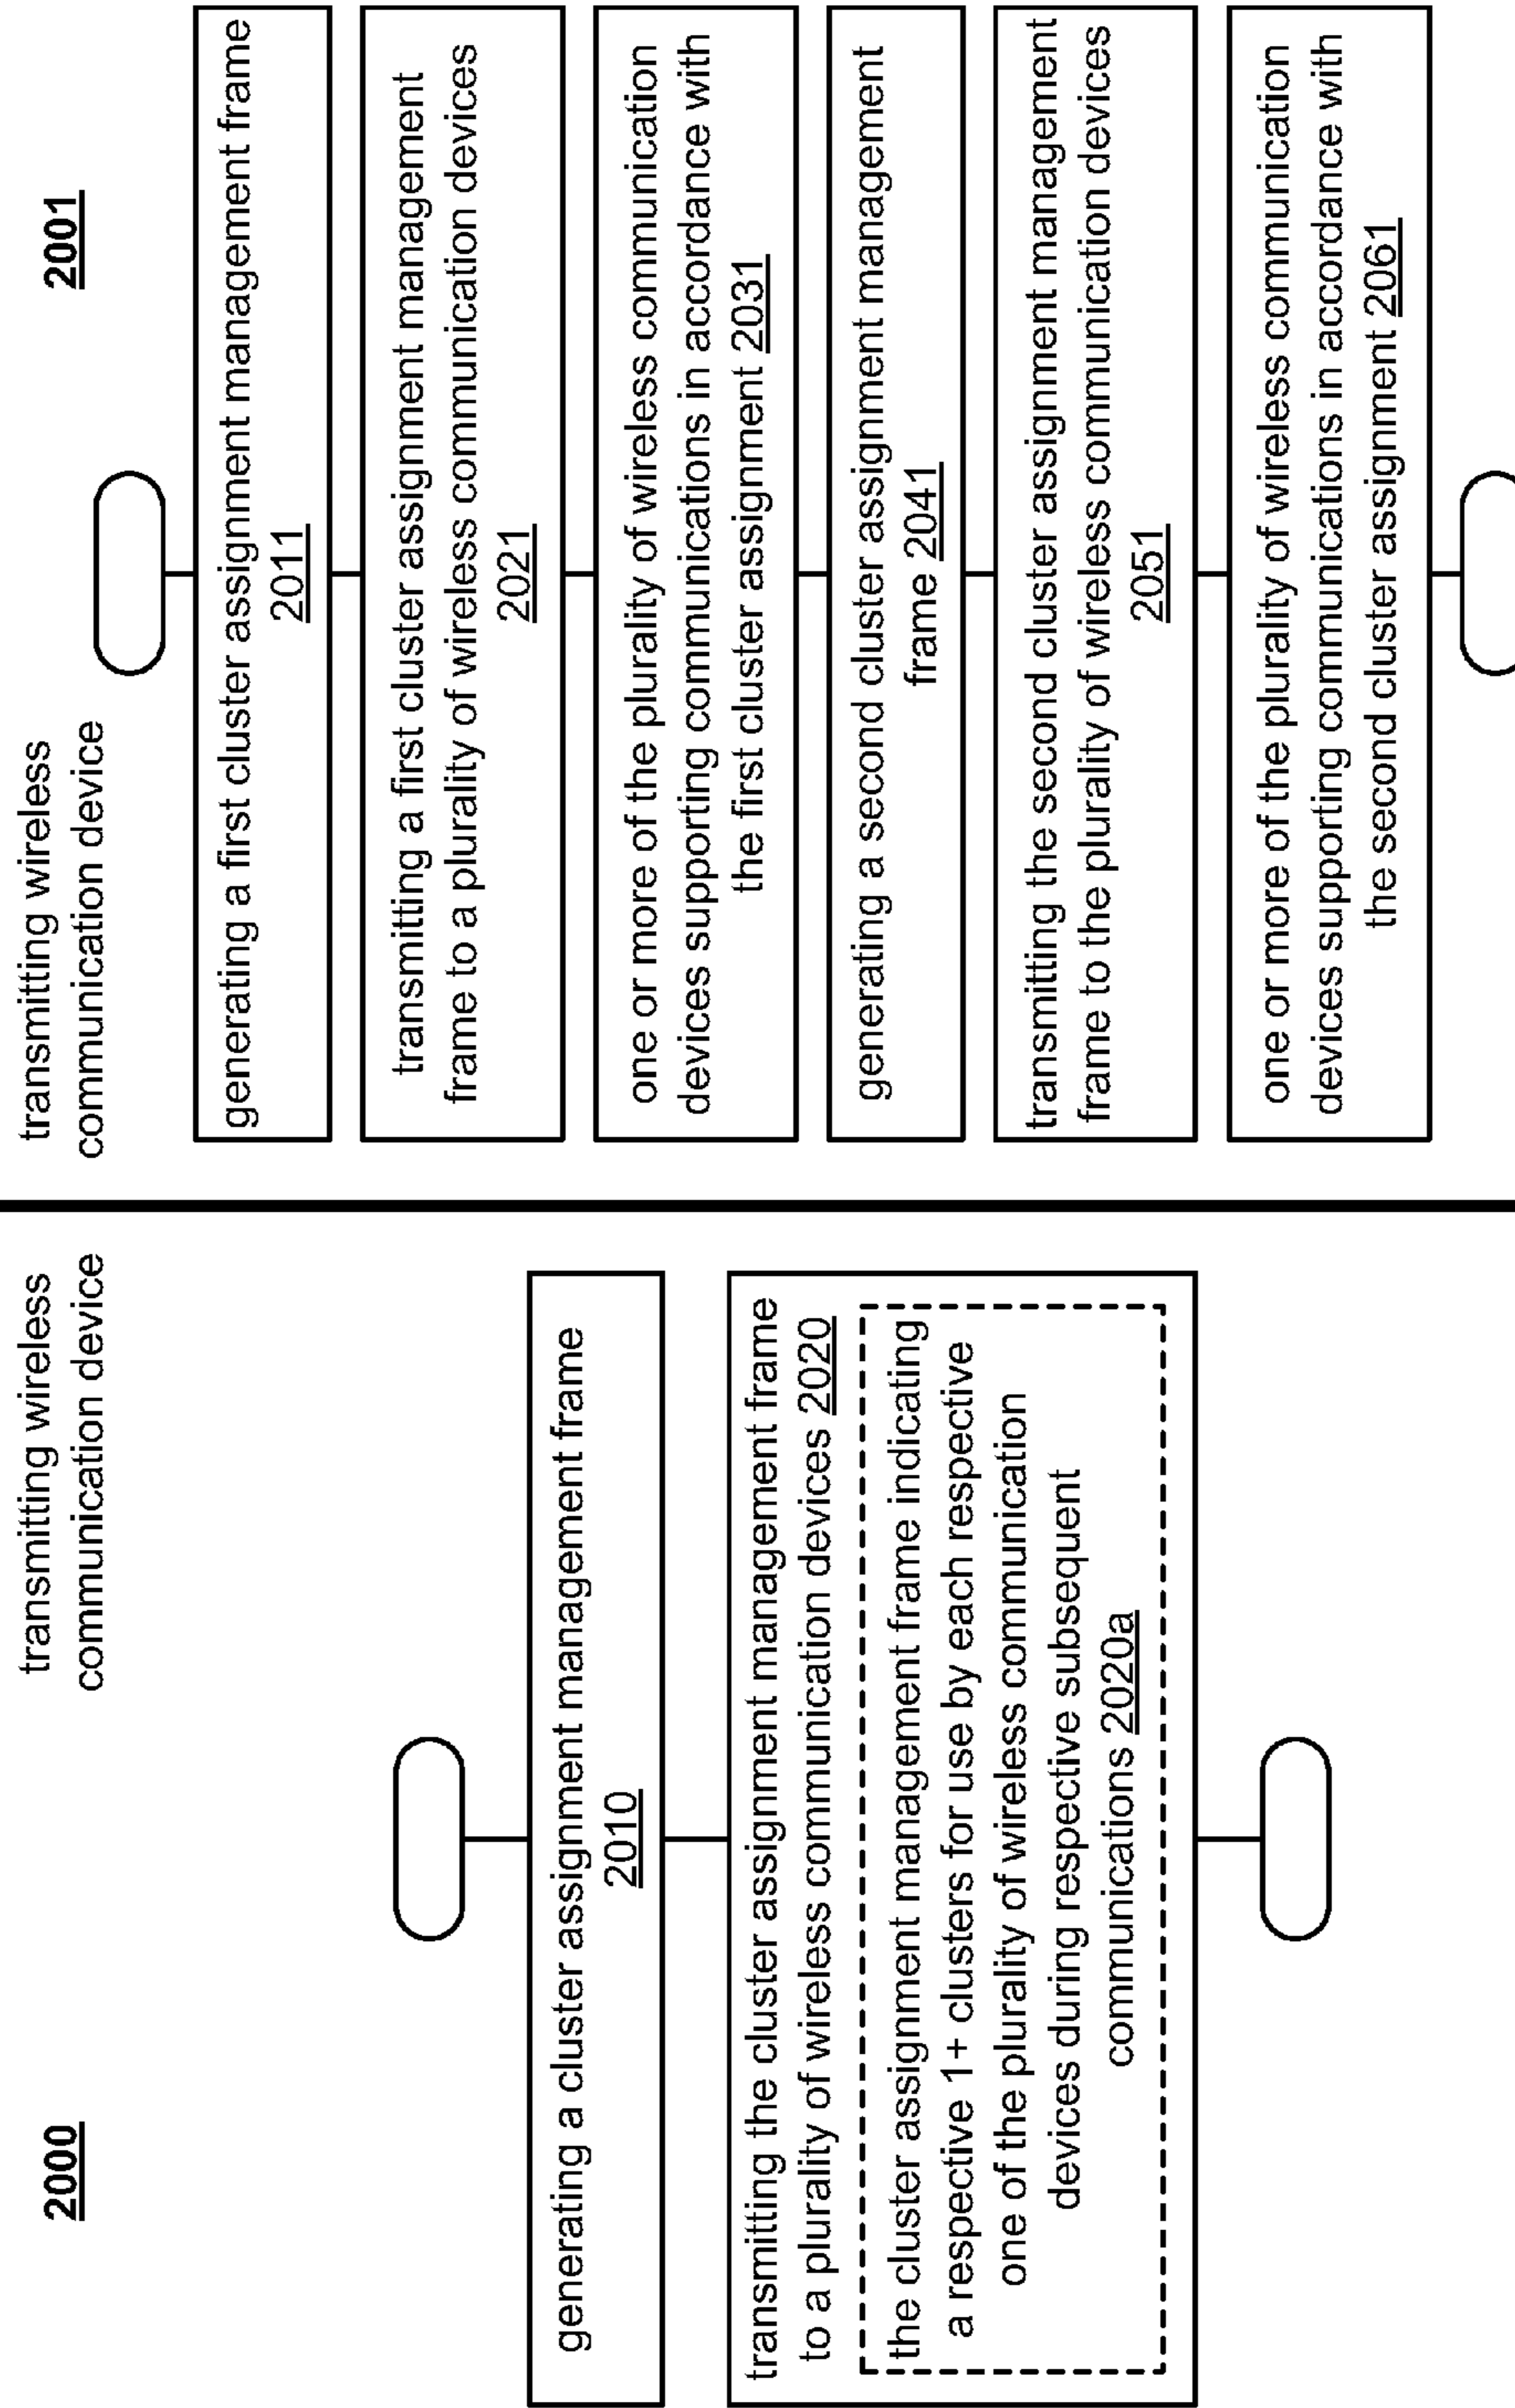 2000
transmitting wireless
communication device
generating a cluster assignment management frame
2010
transmitting the cluster assignment management frame
to a plurality of wireless communication devices 2020
the cluster assignment management frame indicating
a respective 1+ clusters for use by each respective
one of the plurality of wireless communication
devices during respective subsequent
communications 2020a
transmitting wireless
communication device
2001
generating a first cluster assignment management frame
2011
transmitting a first cluster assignment management
frame to a plurality of wireless communication devices
2021
one or more of the plurality of wireless communication
devices supporting communications in accordance with
the first cluster assignment 2031
generating a second cluster assignment management
frame 2041
transmitting the second cluster assignment management
frame to the plurality of wireless communication devices
2051
one or more of the plurality of wireless communication
devices supporting communications in accordance with
the second cluster assignment 2061